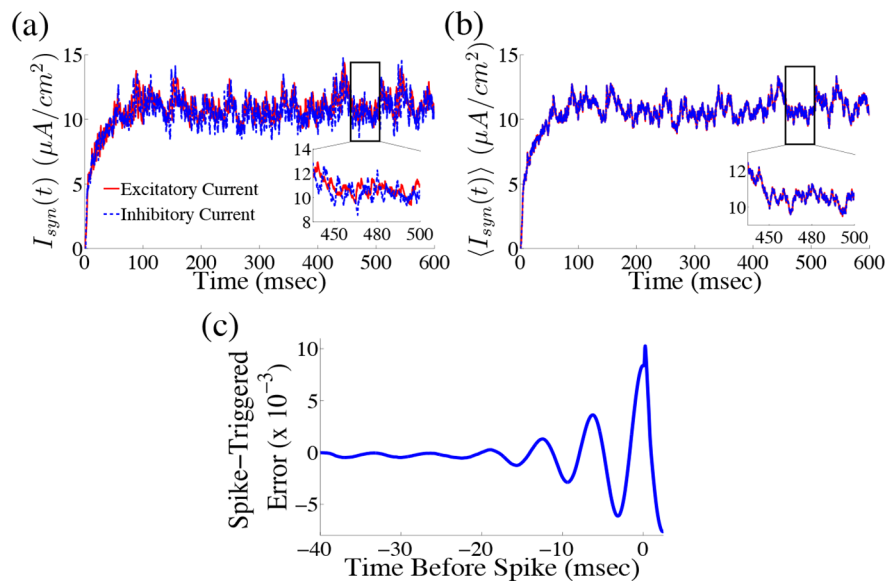 (a)
I_syn(t) (μA/cm²)
15
10
5
0
Excitatory Current
Inhibitory Current
14
12
10
8
450 480 500
0 100 200 300 400 500 600
Time (msec)
(b)
⟨I_syn(t)⟩ (μA/cm²)
15
10
5
0
12
10
450 480 500
0 100 200 300 400 500 600
Time (msec)
(c)
Spike-Triggered
Error (x 10⁻³)
10
5
0
−5
−40 −30 −20 −10 0
Time Before Spike (msec)